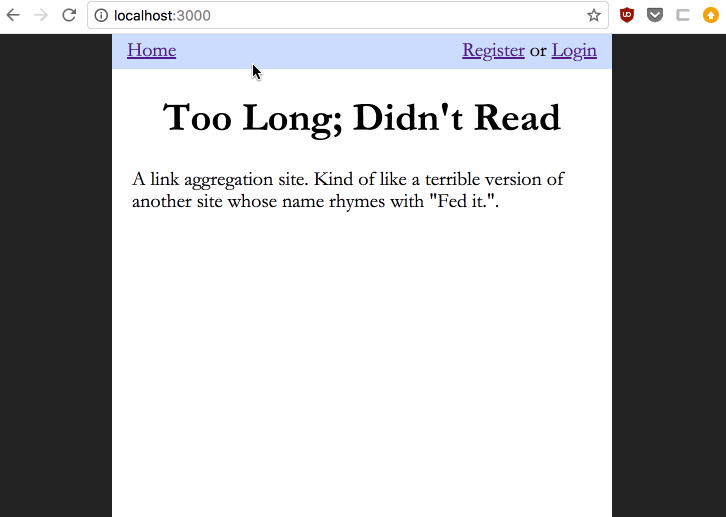 localhost:3000
Home Register or Login
Too Long; Didn't Read
A link aggregation site. Kind of like a terrible version of
another site whose name rhymes with "Fed it.".